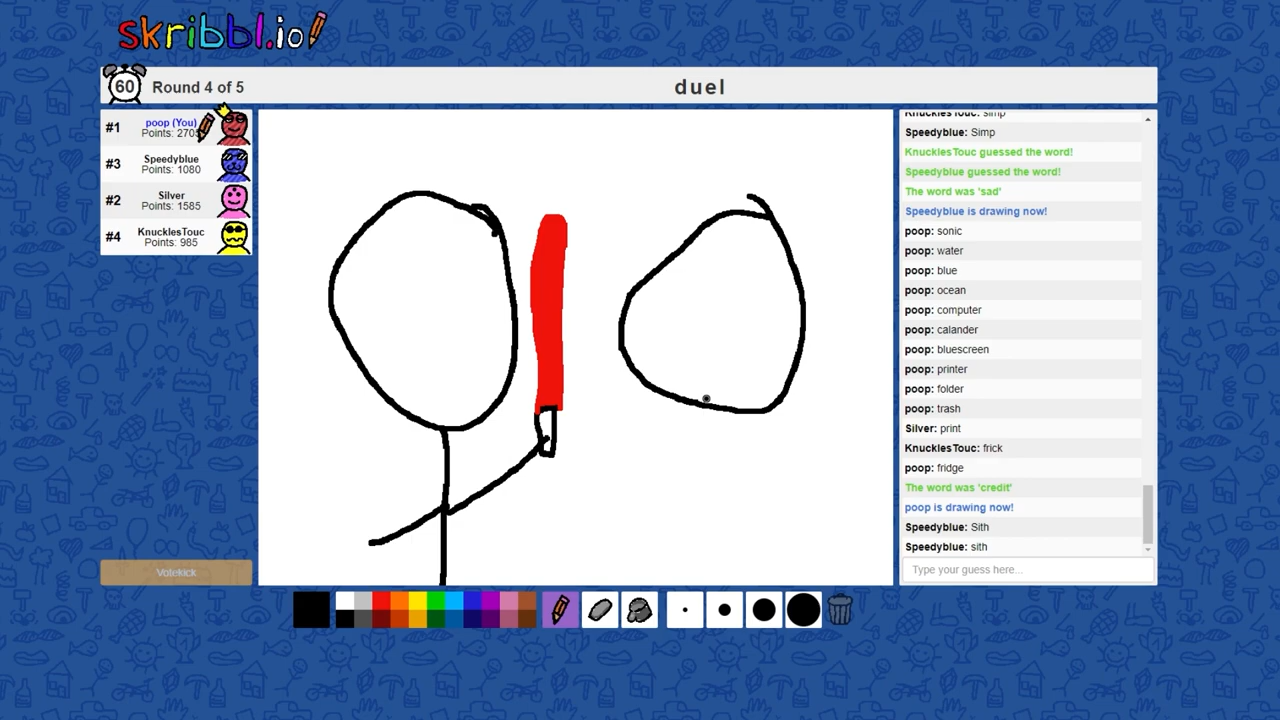 skribbl.io
60 Round 4 of 5
duel
#1 poop (You)
Points: 270
#3 Speedyblue
Points: 1080
#2 Silver
Points: 1585
#4 KnucklesTouc
Points: 985
Votekick
KnucklesTouc: simp
Speedyblue: Simp
KnucklesTouc guessed the word!
Speedyblue guessed the word!
The word was 'sad'
Speedyblue is drawing now!
poop: sonic
poop: water
poop: blue
poop: ocean
poop: computer
poop: calander
poop: bluescreen
poop: printer
poop: folder
poop: trash
Silver: print
KnucklesTouc: frick
poop: fridge
The word was 'credit'
poop is drawing now!
Speedyblue: Sith
Speedyblue: sith
Type your guess here...